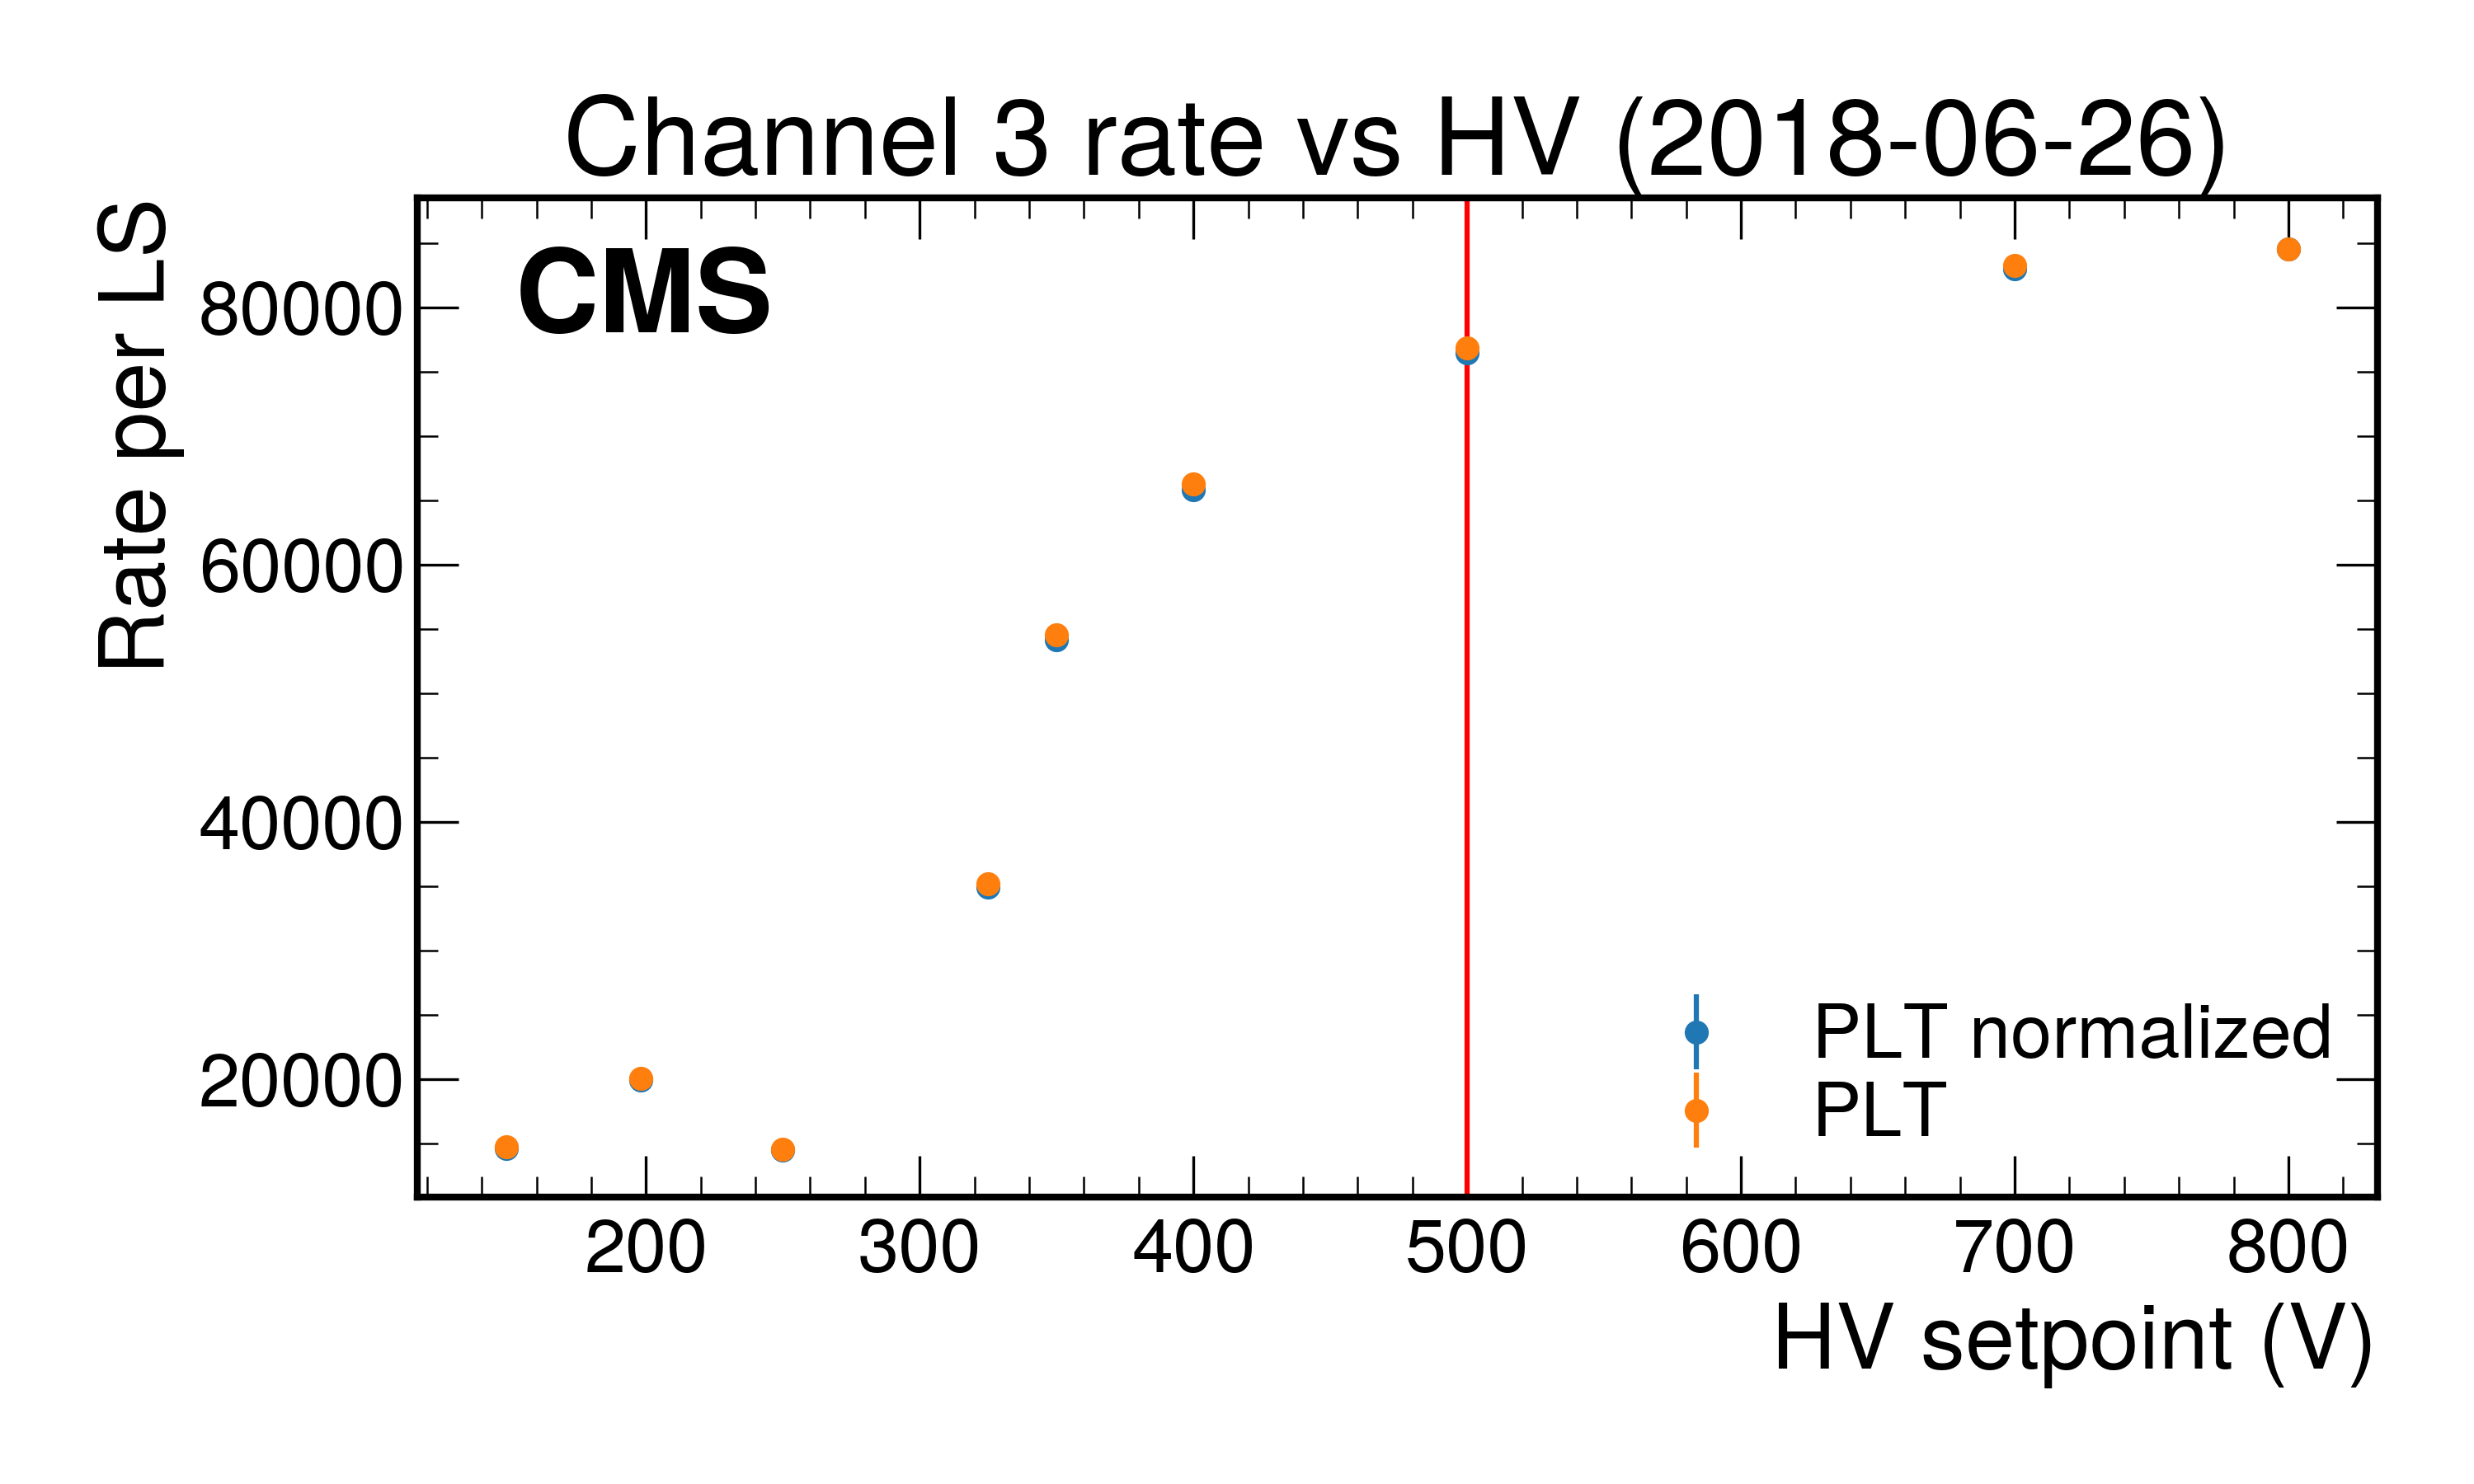 Channel 3 rate vs HV (2018-06-26)
CMS
Rate per LS
80000
60000
40000
20000
PLT normalized
PLT
200 300 400 500 600 700 800
HV setpoint (V)